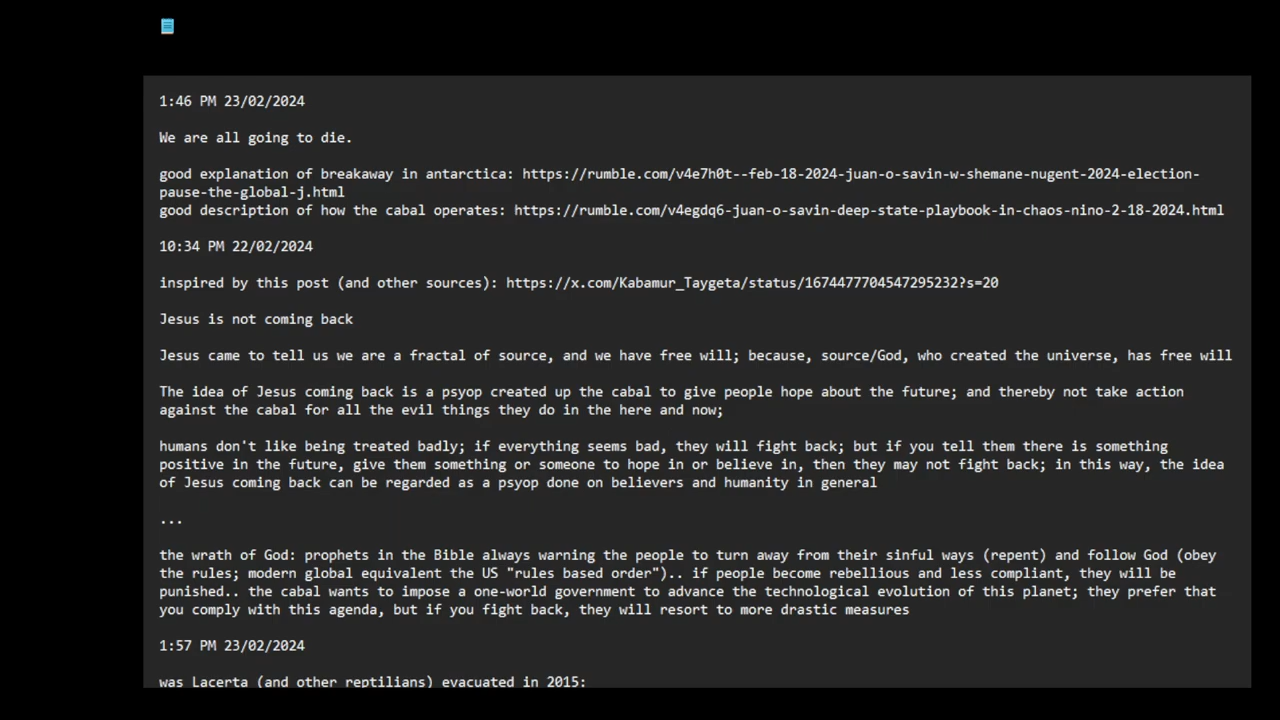 1:46 PM 23/02/2024
We are all going to die.
good explanation of breakaway in antarctica: https://rumble.com/v4e7h0t--feb-18-2024-juan-o-savin-w-shemane-nugent-2024-election-
pause-the-global-j.html
good description of how the cabal operates: https://rumble.com/v4egdq6-juan-o-savin-deep-state-playbook-in-chaos-nino-2-18-2024.html
10:34 PM 22/02/2024
inspired by this post (and other sources): https://x.com/Kabamur_Taygeta/status/1674477704547295232?s=20
Jesus is not coming back
Jesus came to tell us we are a fractal of source, and we have free will; because, source/God, who created the universe, has free will
The idea of Jesus coming back is a psyop created up the cabal to give people hope about the future; and thereby not take action
against the cabal for all the evil things they do in the here and now;
humans don't like being treated badly; if everything seems bad, they will fight back; but if you tell them there is something
positive in the future, give them something or someone to hope in or believe in, then they may not fight back; in this way, the idea
of Jesus coming back can be regarded as a psyop done on believers and humanity in general
...
the wrath of God: prophets in the Bible always warning the people to turn away from their sinful ways (repent) and follow God (obey
the rules; modern global equivalent the US "rules based order").. if people become rebellious and less compliant, they will be
punished.. the cabal wants to impose a one-world government to advance the technological evolution of this planet; they prefer that
you comply with this agenda, but if you fight back, they will resort to more drastic measures
1:57 PM 23/02/2024
was Lacerta (and other reptilians) evacuated in 2015: